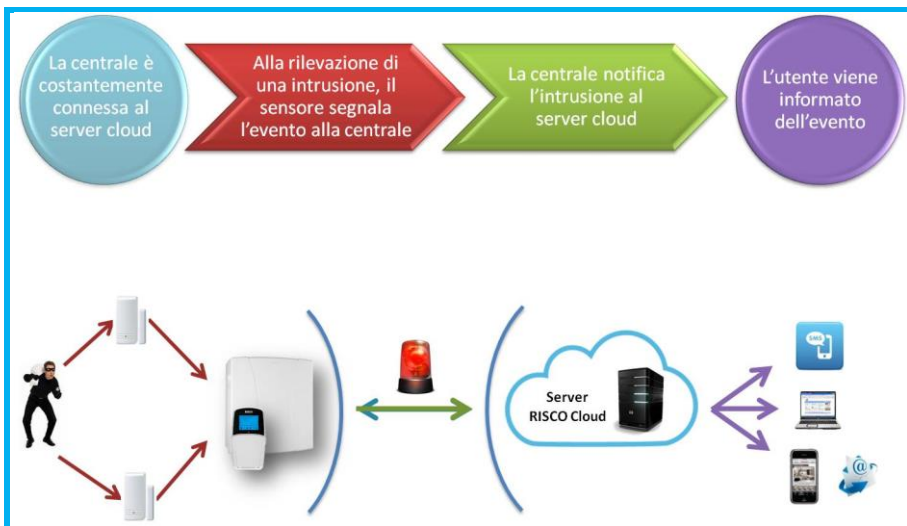 La centrale è
costantemente
connessa al
server cloud
Alla rilevazione di
una intrusione, il
sensore segnala
l'evento alla centrale
La centrale notifica
l'intrusione al
server cloud
L'utente viene
informato
dell'evento
SMS
Server
RISCO Cloud
@